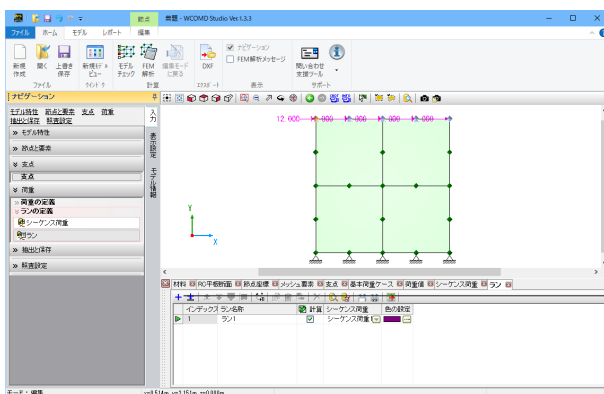 節点 無題 - WCOMD Studio Ver.1.3.3
ファイル ホーム モデル レポート 編集
新規作成 開く 上書き保存 新規モデルビュー モデルチェック FEM解析 編集モードに戻る DXF ナビゲーション FEM解析メッセージ 問い合わせ支援ツール
ファイル ウィンドウ 計算 エクスポート 表示 サポート
ナビゲーション
モデル特性 節点と要素 支点 荷重
抽出と保存 照査設定
入力
表示設定
モデル情報
モデル特性
節点と要素
支点
支点
荷重
荷重の定義
ランの定義
シーケンス荷重
ラン
抽出と保存
照査設定
Y
X
材料 RC平板断面 節点座標 メッシュ要素 支点 基本荷重ケース 荷重値 シーケンス荷重 ラン
インデックス ラン名称 計算 シーケンス荷重 色の設定
1 ラン1 シーケンス荷重
モード: 編集